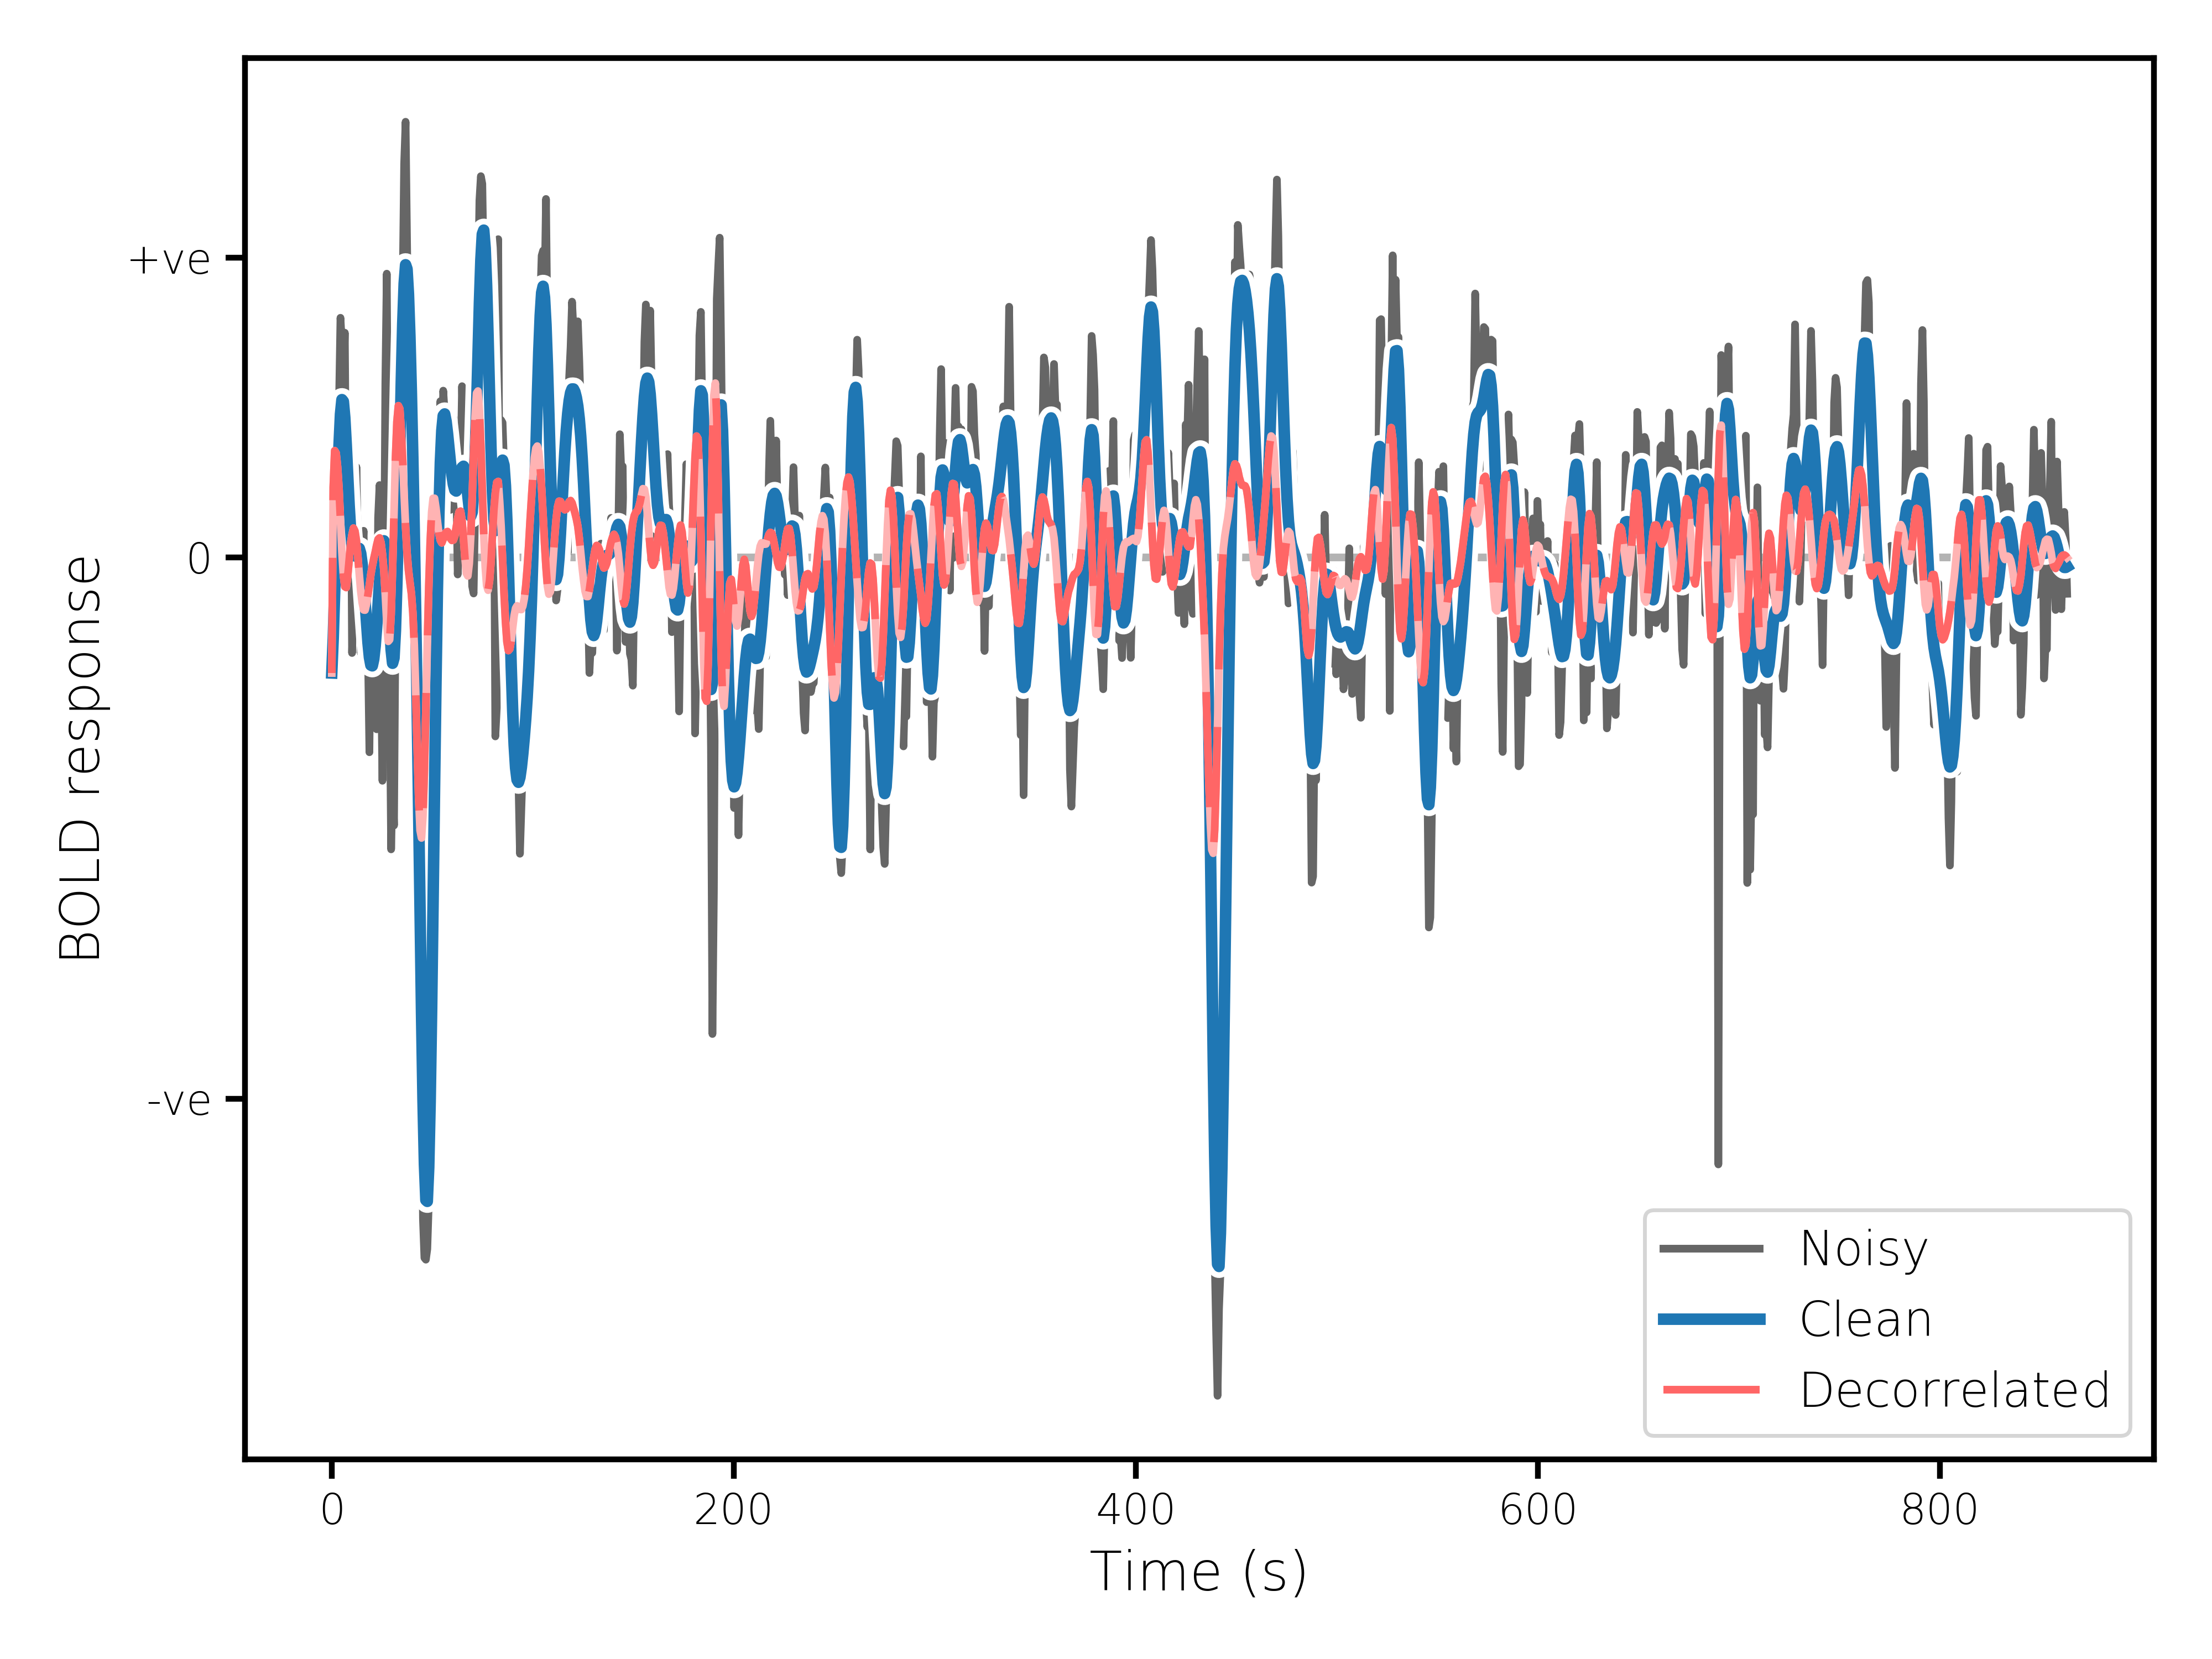 +ve
0
-ve
BOLD response
0 200 400 600 800
Time (s)
Noisy
Clean
Decorrelated